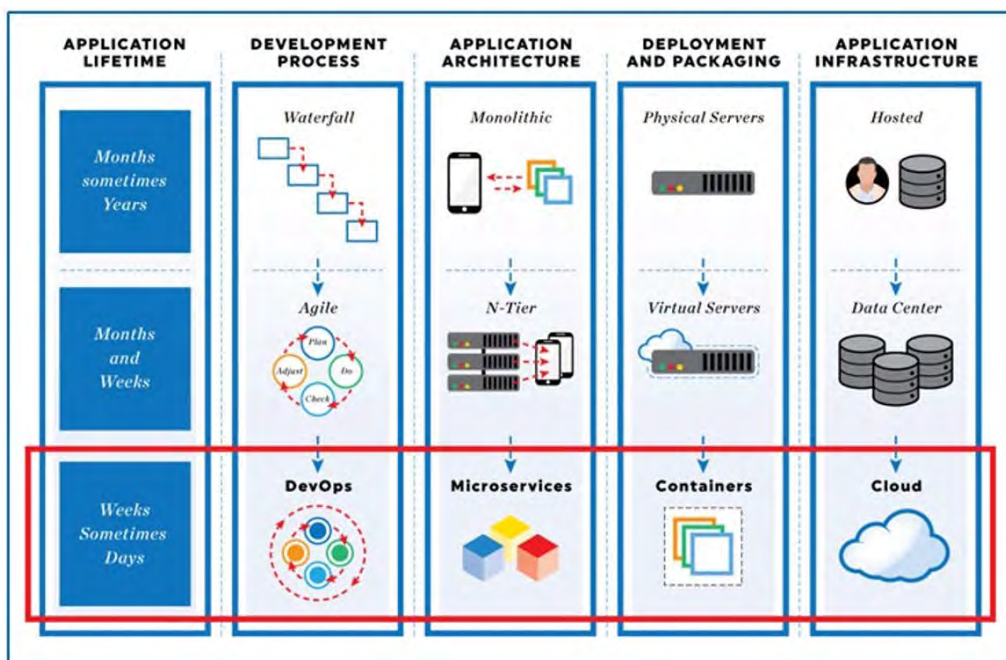 APPLICATION
LIFETIME
DEVELOPMENT
PROCESS
APPLICATION
ARCHITECTURE
DEPLOYMENT
AND PACKAGING
APPLICATION
INFRASTRUCTURE
Months
sometimes
Years
Waterfall
Monolithic
Physical Servers
Hosted
Months
and
Weeks
Agile
Plan
Adjust
Do
Check
N-Tier
Virtual Servers
Data Center
Weeks
Sometimes
Days
DevOps
Microservices
Containers
Cloud